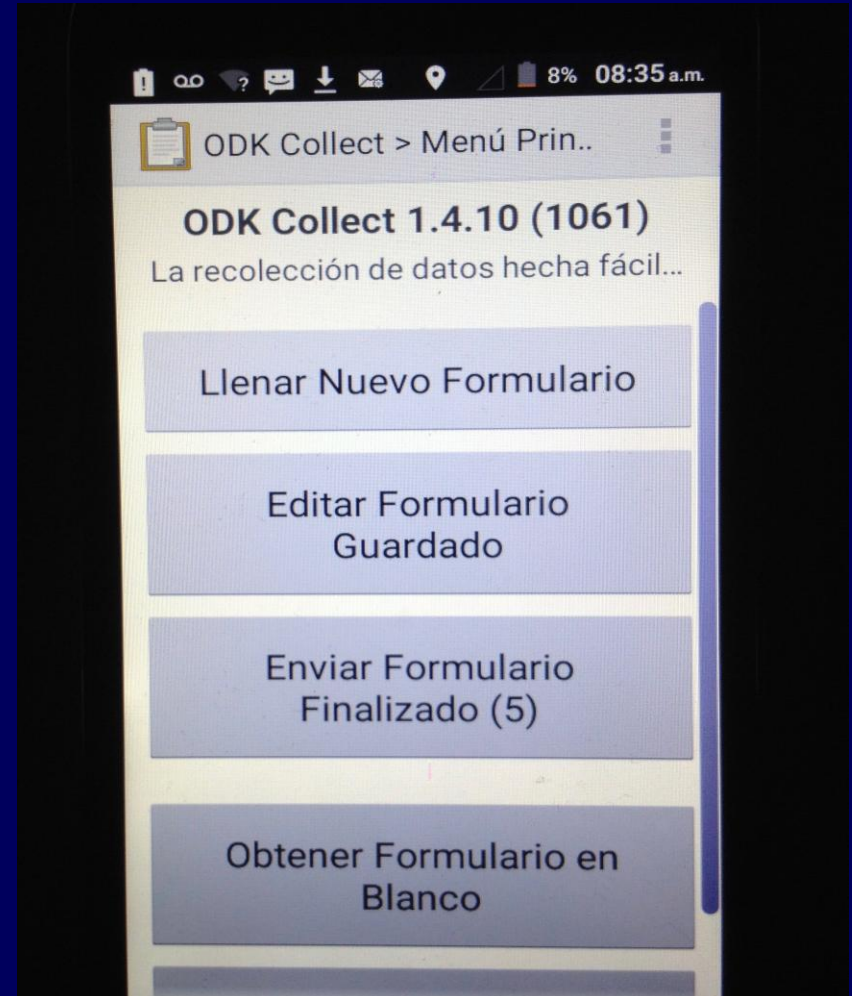 ? 8% 08:35 a.m.
ODK Collect > Menú Prin..
ODK Collect 1.4.10 (1061)
La recolección de datos hecha fácil...
Llenar Nuevo Formulario
Editar Formulario
Guardado
Enviar Formulario
Finalizado (5)
Obtener Formulario en
Blanco